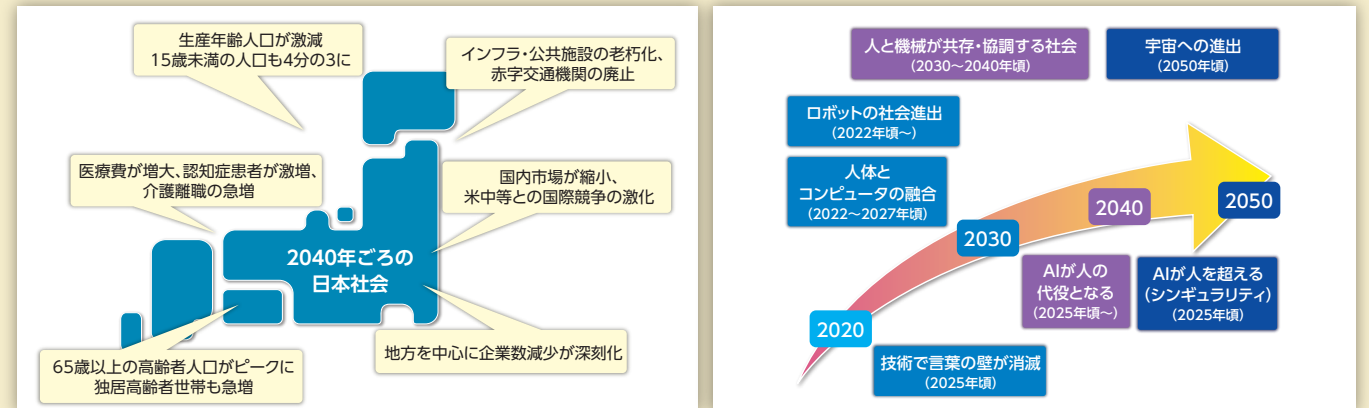 生産年齢人口が激減
15歳未満の人口も4分の3に
インフラ・公共施設の老朽化、
赤字交通機関の廃止
医療費が増大、認知症患者が激増、
介護離職の急増
国内市場が縮小、
米中等との国際競争の激化
2040年ごろの
日本社会
地方を中心に企業数減少が深刻化
65歳以上の高齢者人口がピークに
独居高齢者世帯も急増
人と機械が共存・協調する社会
(2030〜2040年頃)
宇宙への進出
(2050年頃)
ロボットの社会進出
(2022年頃〜)
人体と
コンピュータの融合
(2022〜2027年頃)
2020
2030
2040
2050
AIが人の
代役となる
(2025年頃〜)
AIが人を超える
(シンギュラリティ)
(2025年頃)
技術で言葉の壁が消滅
(2025年頃)